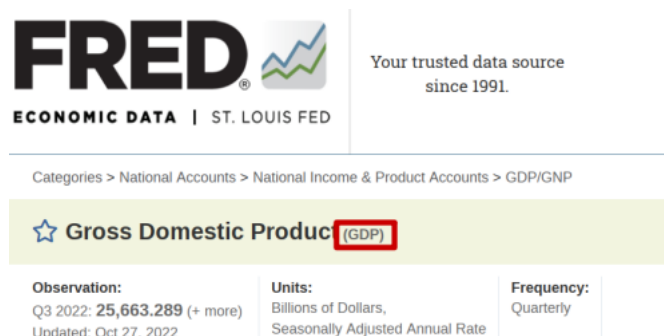 FRED®
ECONOMIC DATA | ST. LOUIS FED
Your trusted data source
since 1991.
Categories > National Accounts > National Income & Product Accounts > GDP/GNP
Gross Domestic Product (GDP)
Observation:
Q3 2022: 25,663.289 (+ more)
Updated: Oct 27, 2022
Units:
Billions of Dollars,
Seasonally Adjusted Annual Rate
Frequency:
Quarterly